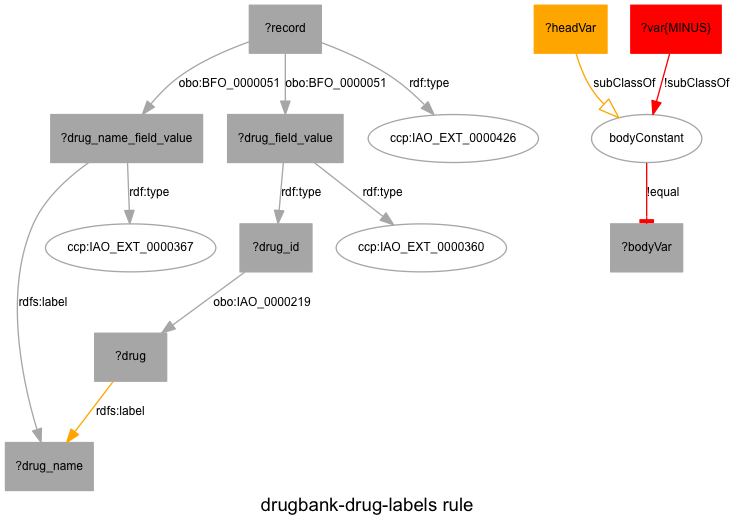 ?record
?headVar
?var{MINUS}
obo:BFO_0000051
obo:BFO_0000051
rdf:type
subClassOf
!subClassOf
?drug_name_field_value
?drug_field_value
ccp:IAO_EXT_0000426
bodyConstant
rdf:type
rdf:type
rdf:type
!equal
ccp:IAO_EXT_0000367
?drug_id
ccp:IAO_EXT_0000360
?bodyVar
rdfs:label
obo:IAO_0000219
?drug
rdfs:label
?drug_name
drugbank-drug-labels rule